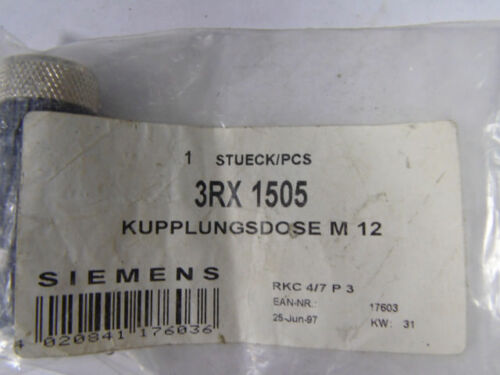 1 STUECK/PCS
3RX 1505
KUPPLUNGSDOSE M 12
SIEMENS
RKC 4/7 P 3
EAN-NR.: 17603
25-Jun-97 KW: 31
4 020841 176036